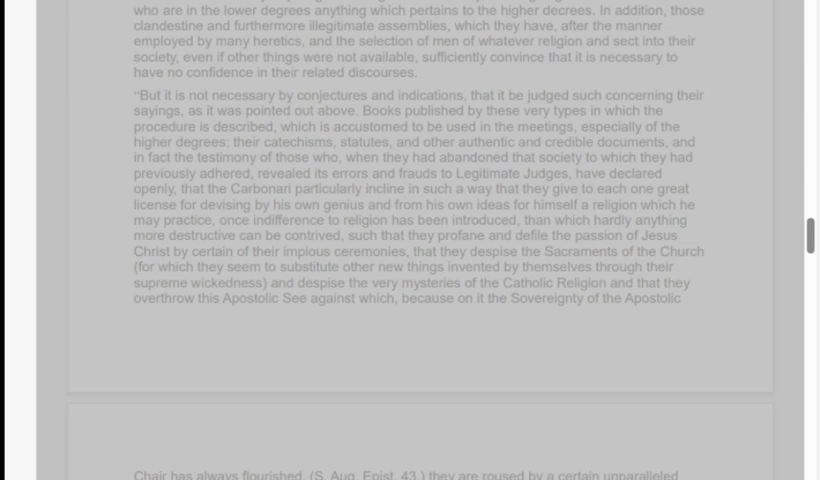 who are in the lower degrees anything which pertains to the higher decrees. In addition, those
clandestine and furthermore illegitimate assemblies, which they have, after the manner
employed by many heretics, and the selection of men of whatever religion and sect into their
society, even if other things were not available, sufficiently convince that it is necessary to
have no confidence in their related discourses.
“But it is not necessary by conjectures and indications, that it be judged such concerning their
sayings, as it was pointed out above. Books published by these very types in which the
procedure is described, which is accustomed to be used in the meetings, especially of the
higher degrees; their catechisms, statutes, and other authentic and credible documents, and
in fact the testimony of those who, when they had abandoned that society to which they had
previously adhered, revealed its errors and frauds to Legitimate Judges, have declared
openly, that the Carbonari particularly incline in such a way that they give to each one great
license for devising by his own genius and from his own ideas for himself a religion which he
may practice, once indifference to religion has been introduced, than which hardly anything
more destructive can be contrived, such that they profane and defile the passion of Jesus
Christ by certain of their impious ceremonies, that they despise the Sacraments of the Church
(for which they seem to substitute other new things invented by themselves through their
supreme wickedness) and despise the very mysteries of the Catholic Religion and that they
overthrow this Apostolic See against which, because on it the Sovereignty of the Apostolic
Chair has always flourished, (S. Aug. Epist. 43.) they are roused by a certain unparalleled